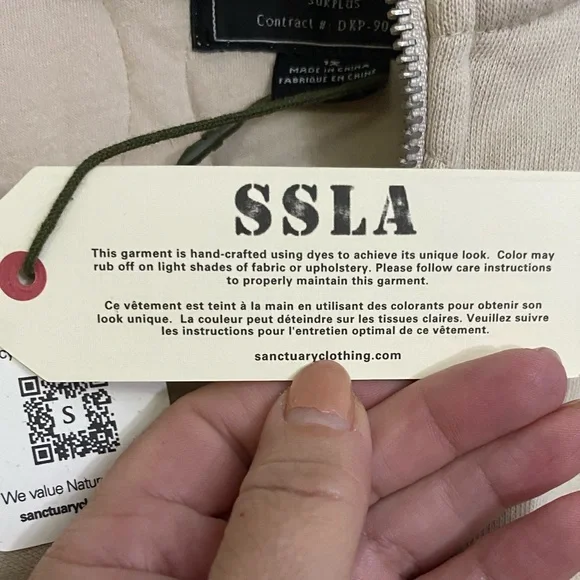 SURPLUS
Contract #: DKP-90
1X
MADE IN CHINA
FABRIQUE EN CHINE
SSLA
This garment is hand-crafted using dyes to achieve its unique look. Color may
rub off on light shades of fabric or upholstery. Please follow care instructions
to properly maintain this garment.
Ce vêtement est teint à la main en utilisant des colorants pour obtenir son
look unique. La couleur peut déteindre sur les tissues claires. Veuillez suivre
les instructions pour l'entretien optimal de ce vêtement.
sanctuaryclothing.com
S
We value Natur
sanctuaryc